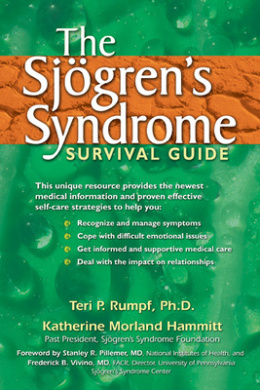 The
Sjögren's
Syndrome
SURVIVAL GUIDE
This unique resource provides the newest
medical information and proven effective
self-care strategies to help you:
Recognize and manage symptoms
Cope with difficult emotional issues
Get informed and supportive medical care
Deal with the impact on relationships
Teri P. Rumpf, Ph.D.
Katherine Morland Hammitt
Past President, Sjögren's Syndrome Foundation
Foreword by Stanley R. Pillemer, MD, National Institutes of Health, and
Frederick B. Vivino, MD, FACR, Director, University of Pennsylvania
Sjögren's Syndrome Center